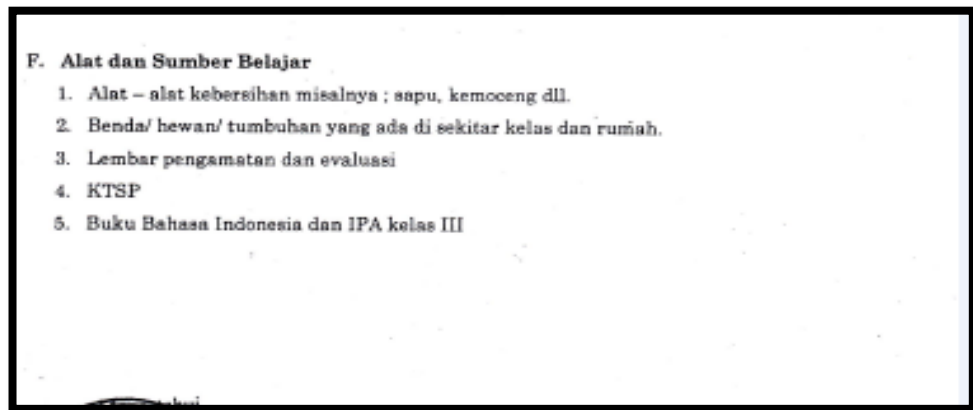 F. Alat dan Sumber Belajar
1. Alat – alat kebersihan misalnya ; sapu, kemoceng dll.
2. Benda/ hewan/ tumbuhan yang ada di sekitar kelas dan rumah.
3. Lembar pengamatan dan evaluasi
4. KTSP
5. Buku Bahasa Indonesia dan IPA kelas III